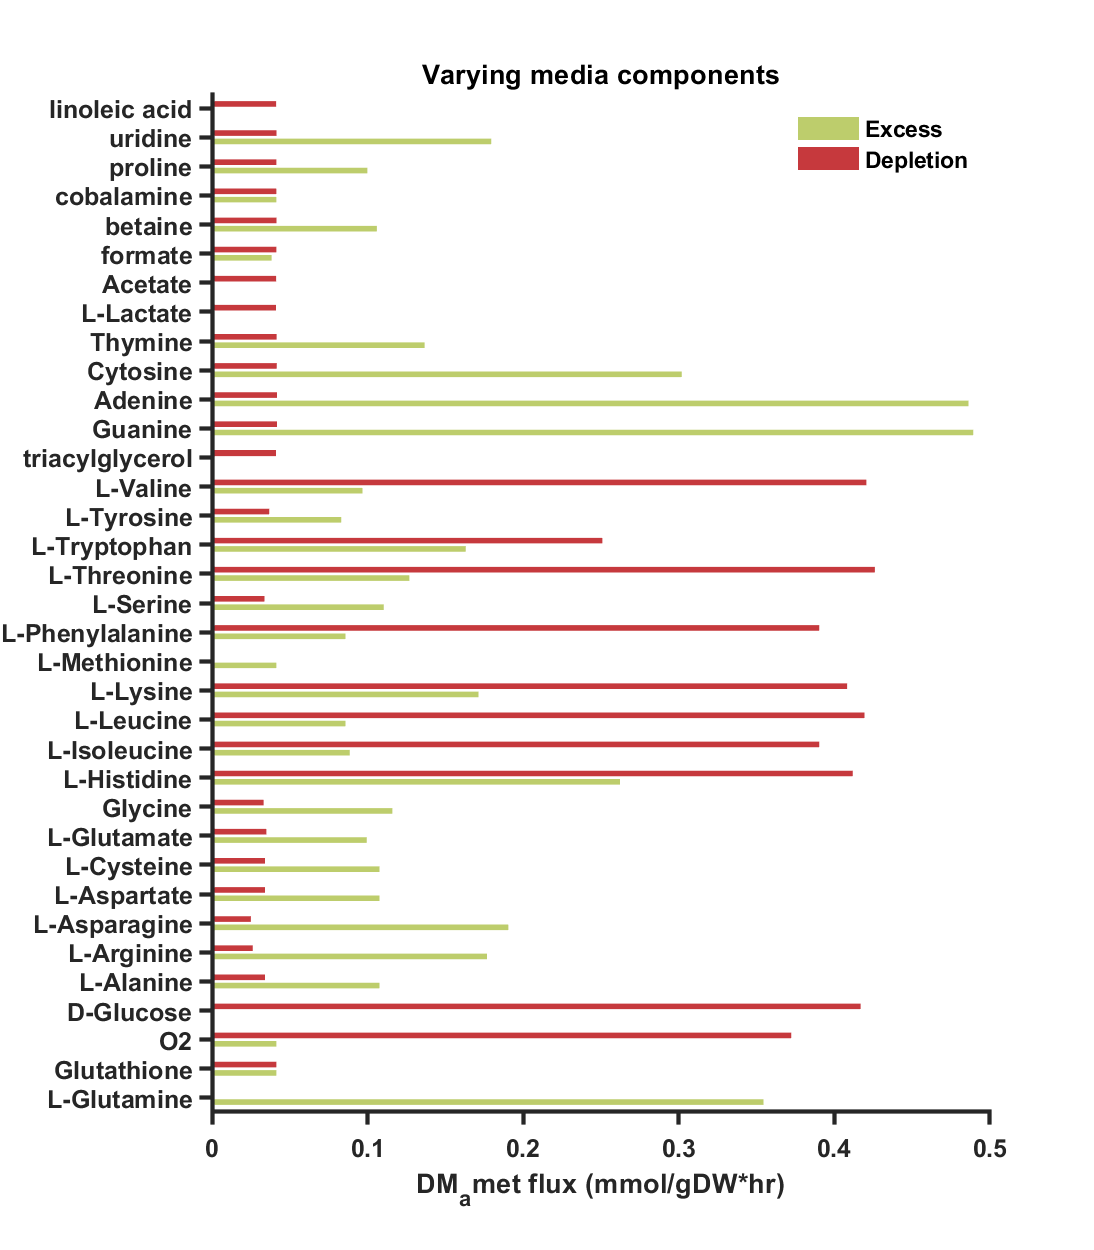 Varying media components
Excess
Depletion
linoleic acid
uridine
proline
cobalamine
betaine
formate
Acetate
L-Lactate
Thymine
Cytosine
Adenine
Guanine
triacylglycerol
L-Valine
L-Tyrosine
L-Tryptophan
L-Threonine
L-Serine
L-Phenylalanine
L-Methionine
L-Lysine
L-Leucine
L-Isoleucine
L-Histidine
Glycine
L-Glutamate
L-Cysteine
L-Aspartate
L-Asparagine
L-Arginine
L-Alanine
D-Glucose
O2
Glutathione
L-Glutamine
0 0.1 0.2 0.3 0.4 0.5
DMamet flux (mmol/gDW*hr)